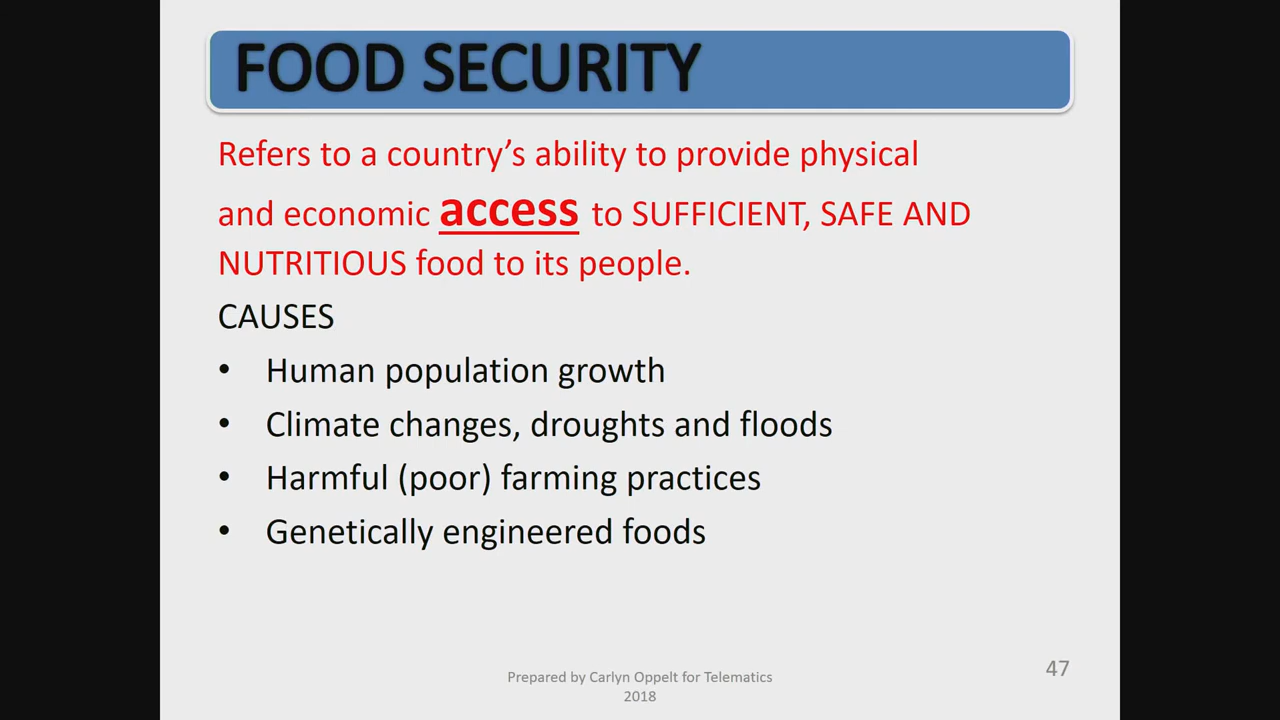 FOOD SECURITY
Refers to a country’s ability to provide physical
and economic access to SUFFICIENT, SAFE AND
NUTRITIOUS food to its people.
CAUSES
• Human population growth
• Climate changes, droughts and floods
• Harmful (poor) farming practices
• Genetically engineered foods
Prepared by Carlyn Oppelt for Telematics
2018
47